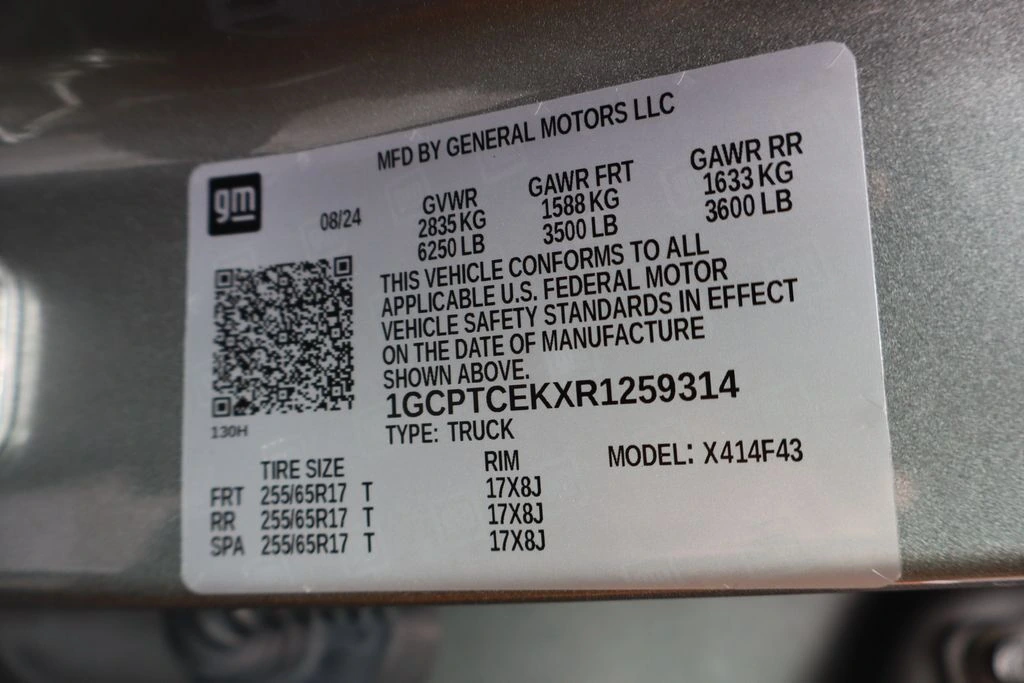 MFD BY GENERAL MOTORS LLC
gm
08/24
GVWR
2835 KG
6250 LB
GAWR FRT
1588 KG
3500 LB
GAWR RR
1633 KG
3600 LB
THIS VEHICLE CONFORMS TO ALL
APPLICABLE U.S. FEDERAL MOTOR
VEHICLE SAFETY STANDARDS IN EFFECT
ON THE DATE OF MANUFACTURE
SHOWN ABOVE.
1GCPTCEKXR1259314
130H
TYPE: TRUCK
MODEL: X414F43
TIRE SIZE RIM
FRT 255/65R17 T 17X8J
RR 255/65R17 T 17X8J
SPA 255/65R17 T 17X8J